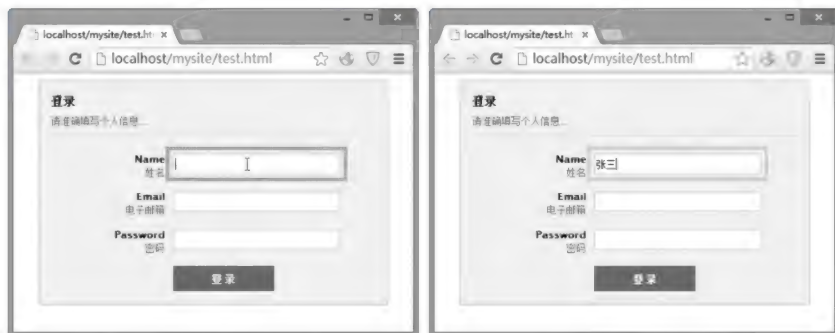 localhost/mysite/test.ht
localhost/mysite/test.html
登录
请准确填写个人信息...
Name
姓名
Email
电子邮箱
Password
密码
登录
localhost/mysite/test.ht
localhost/mysite/test.html
登录
请准确填写个人信息...
Name
姓名
张三
Email
电子邮箱
Password
密码
登录